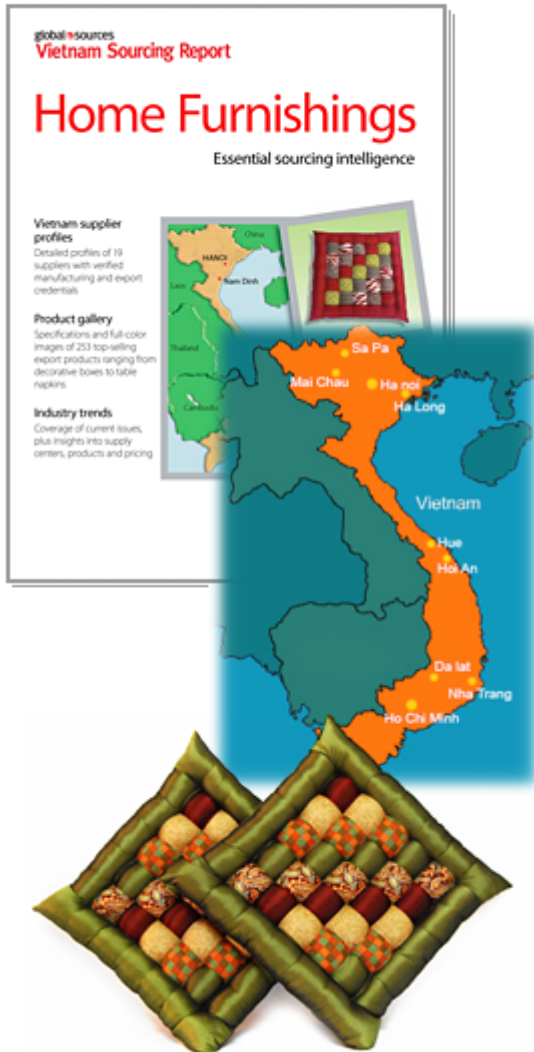 global sources
Vietnam Sourcing Report
Home Furnishings
Essential sourcing intelligence
Vietnam supplier
profiles
Detailed profiles of 19
suppliers with verified
manufacturing and export
credentials
Product gallery
Specifications and full-color
images of 253 top-selling
export products ranging from
decorative boxes to table
napkins
Industry trends
Coverage of current issues,
plus insights into supply
centers, products and pricing
China
HANOI
Nam Dinh
Laos
Thailand
Cambodia
Sa Pa
Mai Chau
Ha noi
Ha Long
Vietnam
Hue
Hoi An
Da lat
Nha Trang
Ho Chi Minh